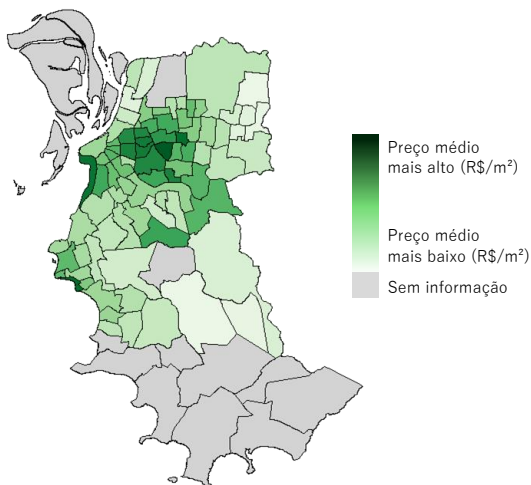 Preço médio
mais alto (R$/m²)
Preço médio
mais baixo (R$/m²)
Sem informação